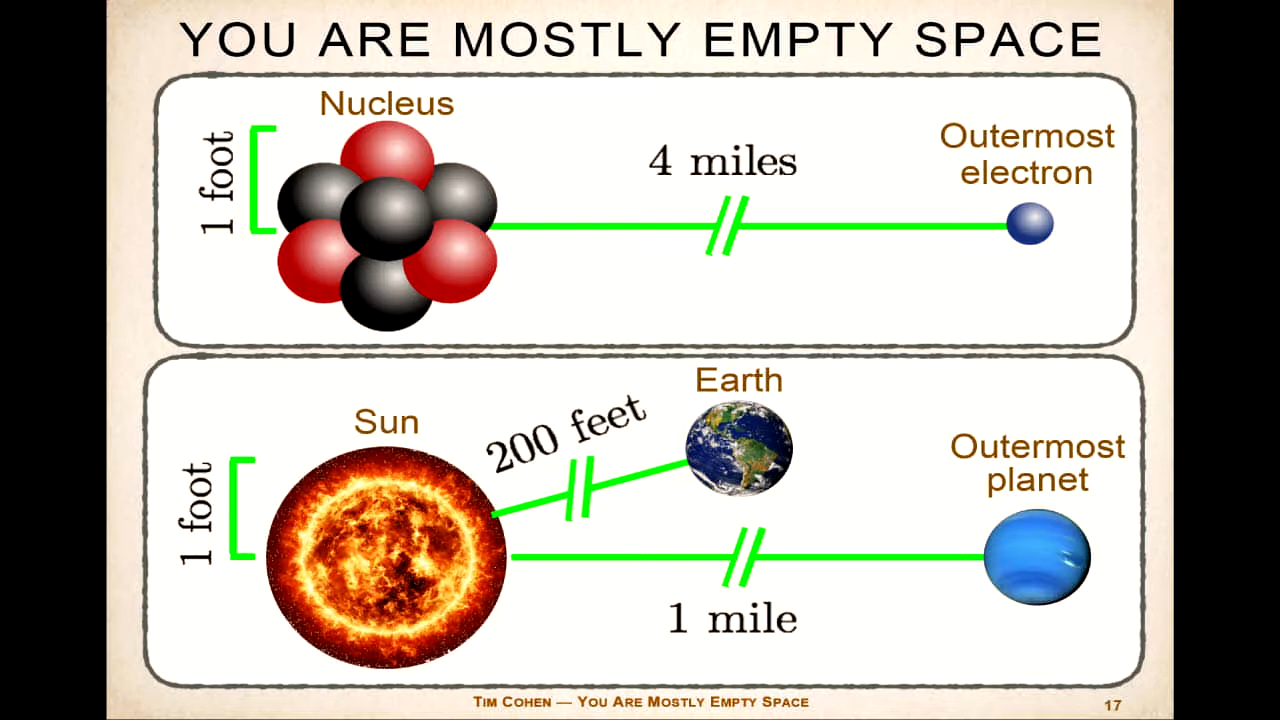 YOU ARE MOSTLY EMPTY SPACE
Nucleus
1 foot
4 miles
Outermost
electron
Earth
Sun
200 feet
1 foot
Outermost
planet
1 mile
TIM COHEN — YOU ARE MOSTLY EMPTY SPACE
17